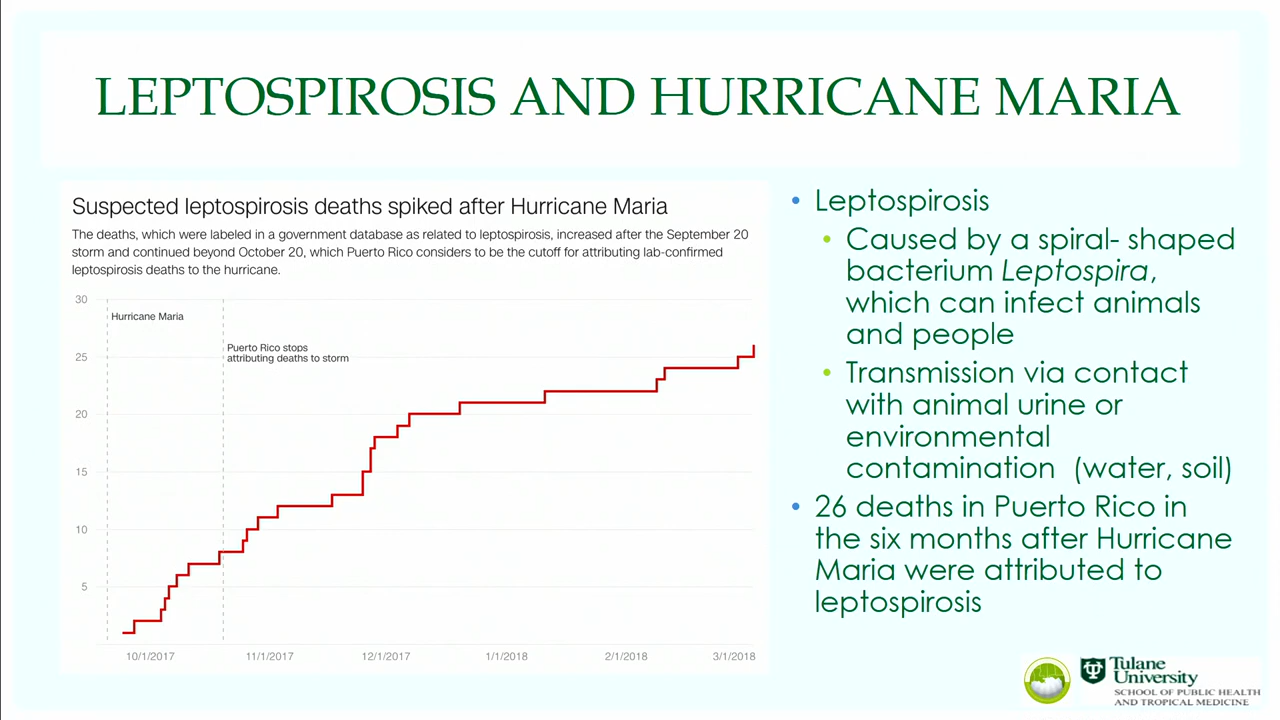 LEPTOSPIROSIS AND HURRICANE MARIA
Suspected leptospirosis deaths spiked after Hurricane Maria
The deaths, which were labeled in a government database as related to leptospirosis, increased after the September 20
storm and continued beyond October 20, which Puerto Rico considers to be the cutoff for attributing lab-confirmed
leptospirosis deaths to the hurricane.
30
Hurricane Maria
Puerto Rico stops
attributing deaths to storm
25
20
15
10
5
10/1/2017
11/1/2017
12/1/2017
1/1/2018
2/1/2018
3/1/2018
• Leptospirosis
• Caused by a spiral- shaped
bacterium Leptospira,
which can infect animals
and people
• Transmission via contact
with animal urine or
environmental
contamination (water, soil)
• 26 deaths in Puerto Rico in
the six months after Hurricane
Maria were attributed to
leptospirosis
Tulane
University
SCHOOL OF PUBLIC HEALTH
AND TROPICAL MEDICINE